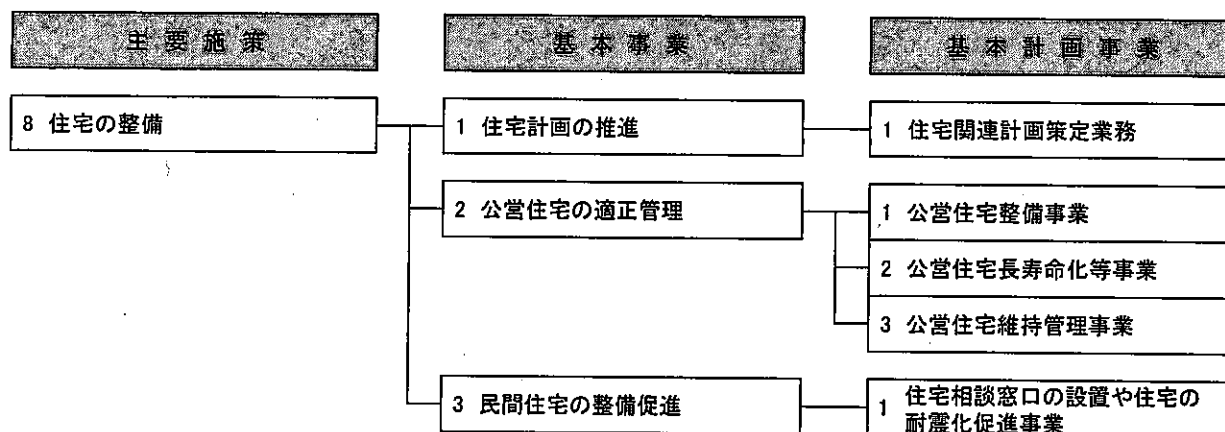 主要施策
基本事業
基本計画事業
8 住宅の整備
1 住宅計画の推進
1 住宅関連計画策定業務
2 公営住宅の適正管理
1 公営住宅整備事業
2 公営住宅長寿命化等事業
3 公営住宅維持管理事業
3 民間住宅の整備促進
1 住宅相談窓口の設置や住宅の
耐震化促進事業